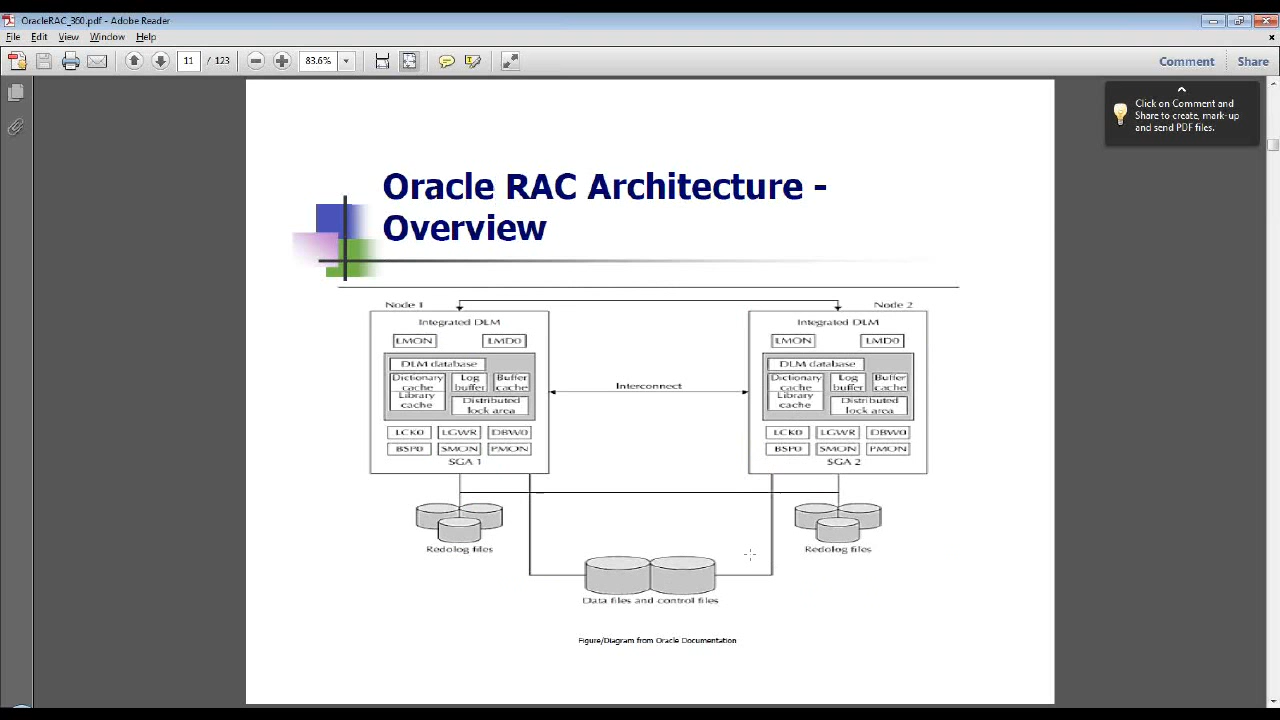 OracleRAC_360.pdf - Adobe Reader
File Edit View Window Help
11 / 123 83.6% Comment Share
Click on Comment and
Share to create, mark-up
and send PDF files.
Oracle RAC Architecture -
Overview
Node 1 Node 2
Integrated DLM Integrated DLM
LMON LMD0 LMON LMD0
DLM database DLM database
Dictionary cache Log buffer Buffer cache Interconnect Dictionary cache Log buffer Buffer cache
Library cache Distributed lock area Library cache Distributed lock area
LCK0 LGWR DBW0 LCK0 LGWR DBW0
BSP0 SMON PMON BSP0 SMON PMON
SGA 1 SGA 2
Redolog files Redolog files
Data files and control files
Figure/Diagram from Oracle Documentation